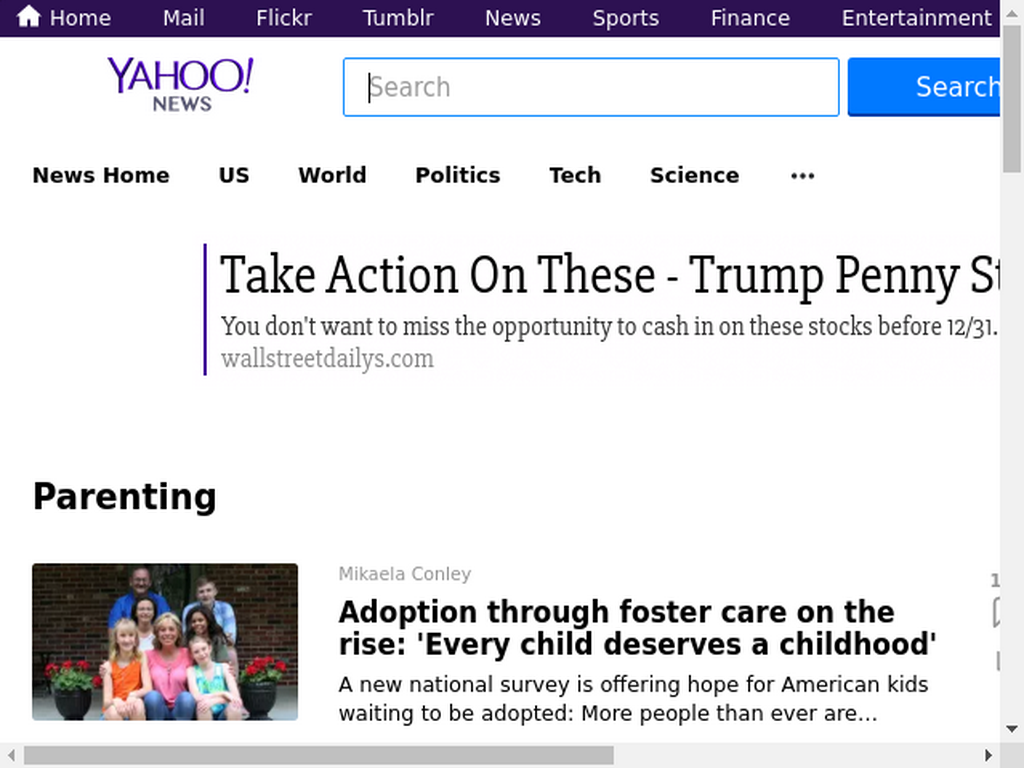 Home Mail Flickr Tumblr News Sports Finance Entertainment
YAHOO!
NEWS
Search
Search
News Home US World Politics Tech Science •••
Take Action On These - Trump Penny St
You don't want to miss the opportunity to cash in on these stocks before 12/31.
wallstreetdailys.com
Parenting
Mikaela Conley
Adoption through foster care on the
rise: 'Every child deserves a childhood'
A new national survey is offering hope for American kids
waiting to be adopted: More people than ever are...